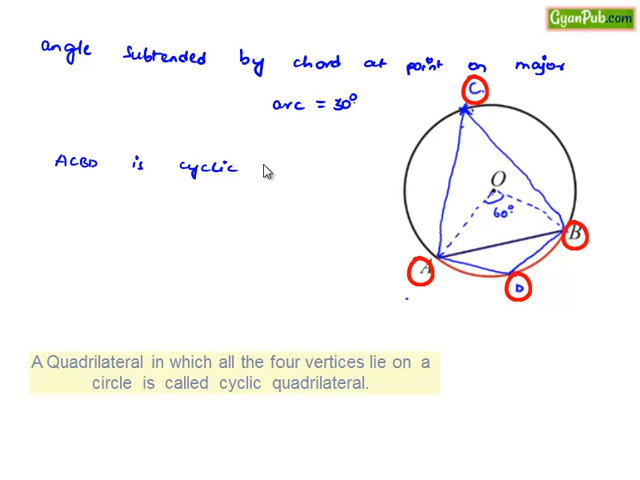 GyanPub.com
angle subtended by chord at point on major
arc = 30°
C
ACBD is cyclic
O
60°
B
A
D
A Quadrilateral in which all the four vertices lie on a
circle is called cyclic quadrilateral.